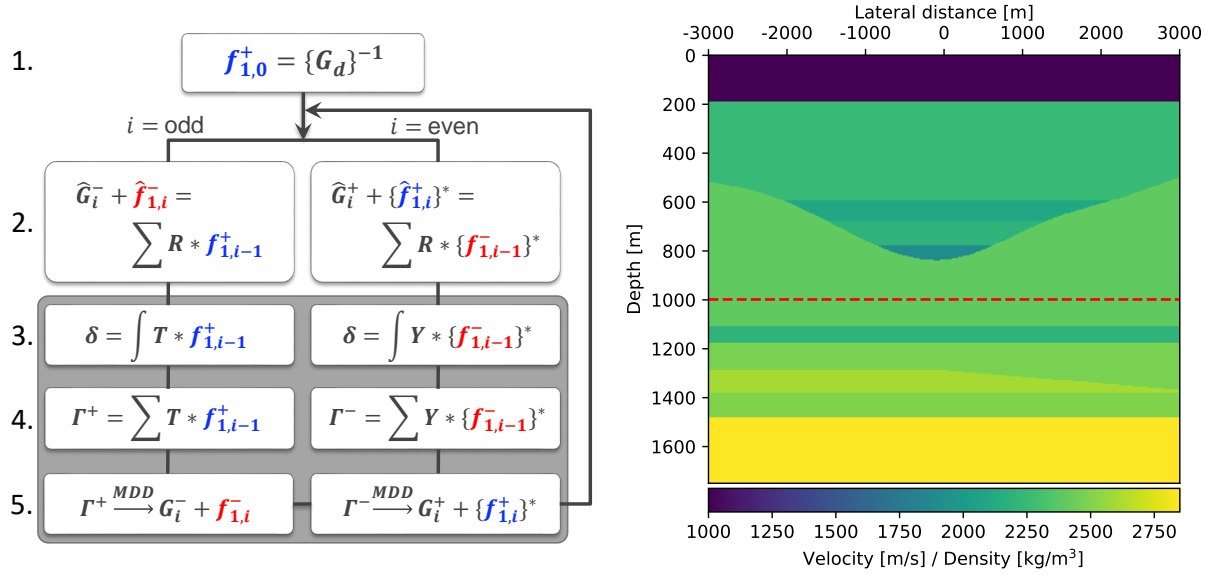 1.
f⁺₁,₀ = {G_d}⁻¹
i = odd
i = even
2.
Ĝ⁻ᵢ + f̂⁻₁,ᵢ =
∑ R ∗ f⁺₁,ᵢ₋₁
Ĝ⁺ᵢ + {f̂⁺₁,ᵢ}* =
∑ R ∗ {f⁻₁,ᵢ₋₁}*
3.
δ = ∫ T ∗ f⁺₁,ᵢ₋₁
δ = ∫ Y ∗ {f⁻₁,ᵢ₋₁}*
4.
Γ⁺ = ∑ T ∗ f⁺₁,ᵢ₋₁
Γ⁻ = ∑ Y ∗ {f⁻₁,ᵢ₋₁}*
5.
Γ⁺ MDD⟶ G⁻ᵢ + f⁻₁,ᵢ
Γ⁻ MDD⟶ G⁺ᵢ + {f⁺₁,ᵢ}*
Lateral distance [m]
-3000 -2000 -1000 0 1000 2000 3000
Depth [m]
0
200
400
600
800
1000
1200
1400
1600
1000 1250 1500 1750 2000 2250 2500 2750
Velocity [m/s] / Density [kg/m³]